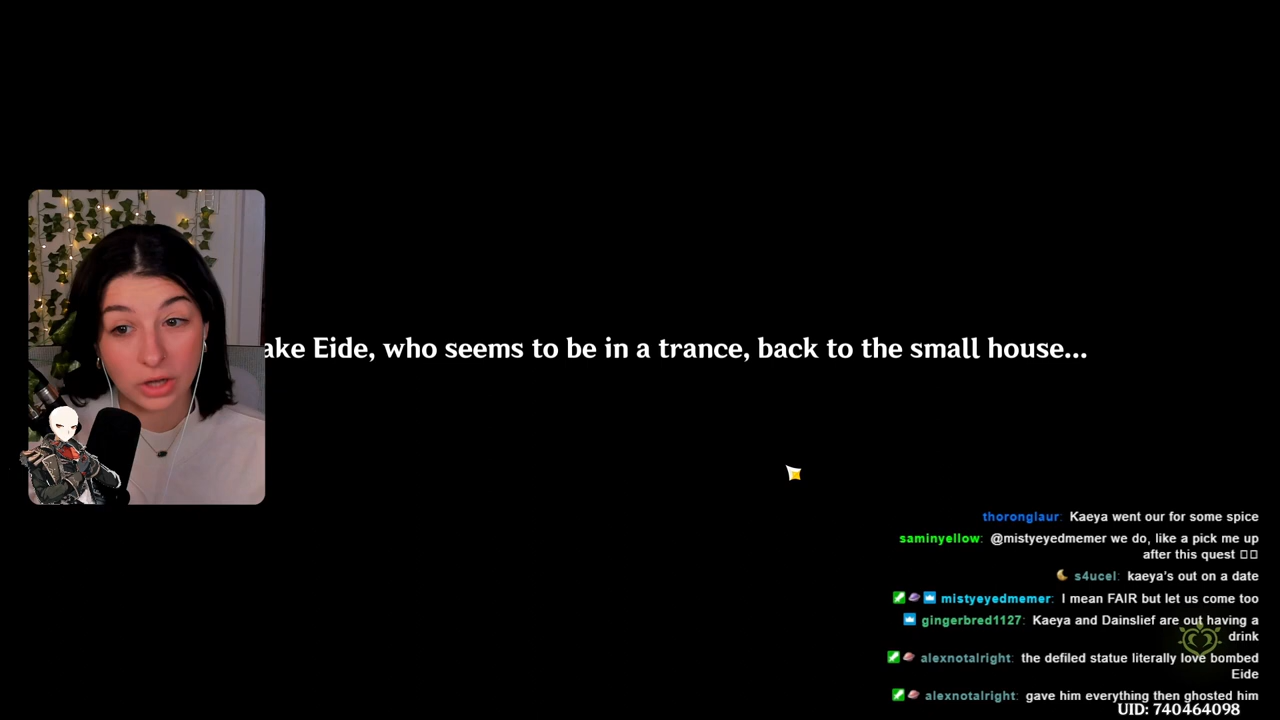 ake Eide, who seems to be in a trance, back to the small house...
thoronglaur: Kaeya went our for some spice
saminyellow: @mistyeyedmemer we do, like a pick me up
after this quest □□
s4ucel: kaeya's out on a date
mistyeyedmemer: I mean FAIR but let us come too
gingerbred1127: Kaeya and Dainslief are out having a
drink
alexnotalright: the defiled statue literally love bombed
Eide
alexnotalright: gave him everything then ghosted him
UID: 740464098